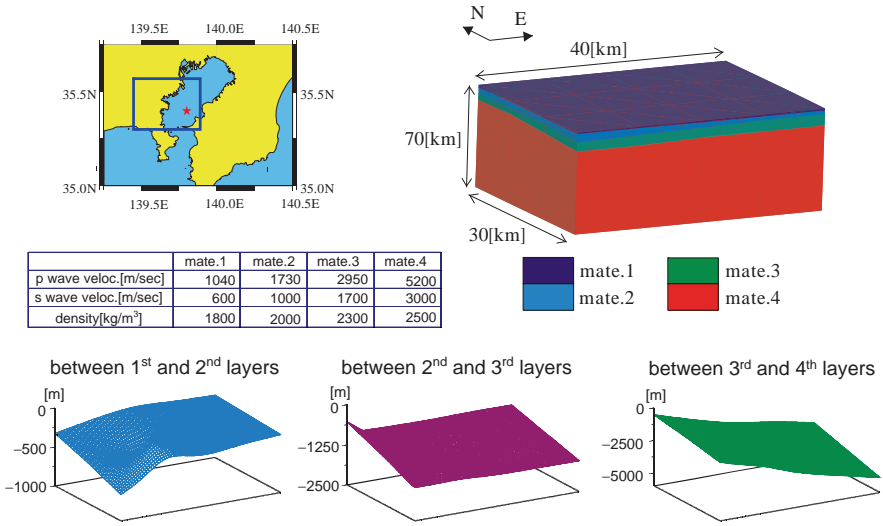 139.5E 140.0E
35.5N 35.5N
35.0N 35.0N
139.5E 140.0E 140.5E
N E
40[km]
70[km]
30[km]
mate.1 mate.2 mate.3 mate.4
p wave veloc.[m/sec] 1040 1730 2950 5200
s wave veloc.[m/sec] 600 1000 1700 3000
density[kg/m³] 1800 2000 2300 2500
mate.1 mate.3
mate.2 mate.4
between 1st and 2nd layers
[m]
0
−500
−1000
between 2nd and 3rd layers
[m]
0
−1250
−2500
between 3rd and 4th layers
[m]
0
−2500
−5000